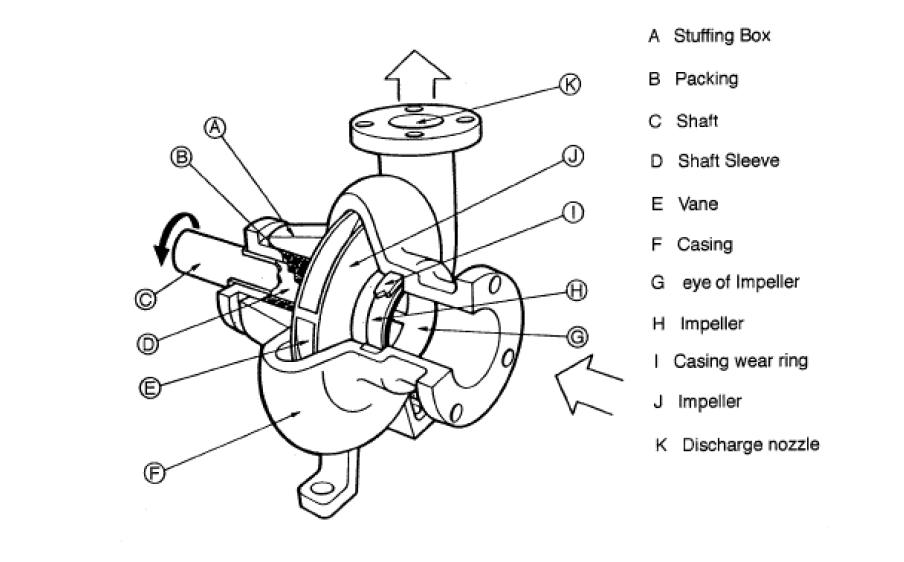 A Stuffing Box
B Packing
C Shaft
D Shaft Sleeve
E Vane
F Casing
G eye of Impeller
H Impeller
I Casing wear ring
J Impeller
K Discharge nozzle
K
A
B
J
I
C
H
D
G
E
F